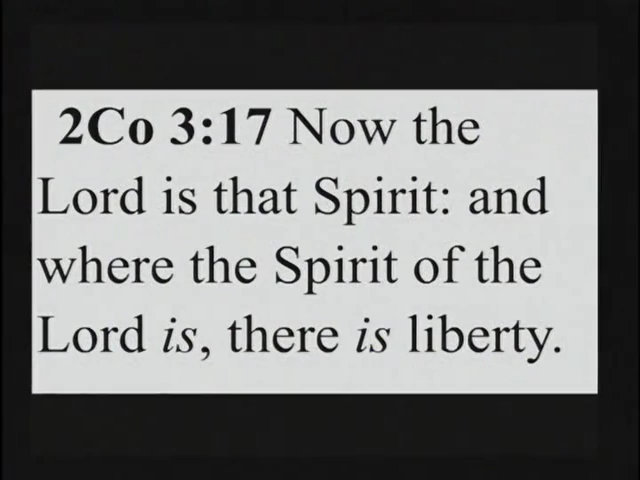 2Co 3:17 Now the
Lord is that Spirit: and
where the Spirit of the
Lord is, there is liberty.